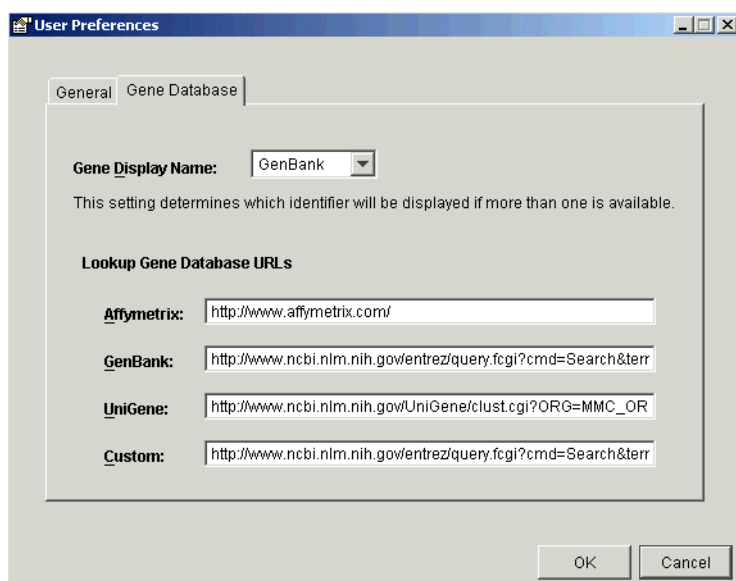 User Preferences
General Gene Database
Gene Display Name: GenBank
This setting determines which identifier will be displayed if more than one is available.
Lookup Gene Database URLs
Affymetrix: http://www.affymetrix.com/
GenBank: http://www.ncbi.nlm.nih.gov/entrez/query.fcgi?cmd=Search&terr
UniGene: http://www.ncbi.nlm.nih.gov/UniGene/clust.cgi?ORG=MMC_OR
Custom: http://www.ncbi.nlm.nih.gov/entrez/query.fcgi?cmd=Search&terr
OK Cancel